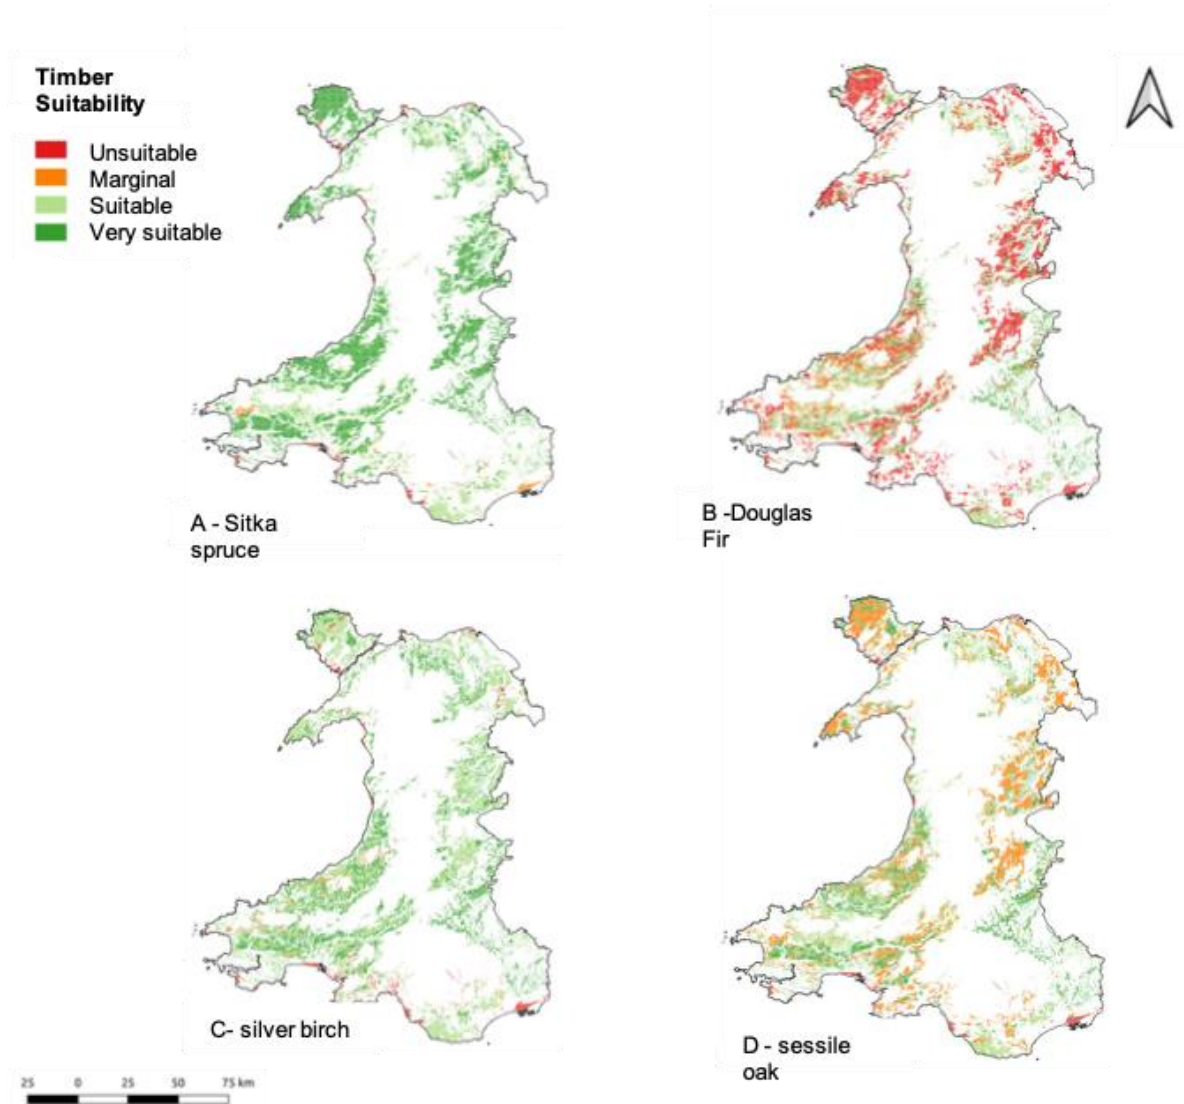 Timber
Suitability
Unsuitable
Marginal
Suitable
Very suitable
A - Sitka
spruce
B -Douglas
Fir
C- silver birch
D - sessile
oak
25 0 25 50 75 km